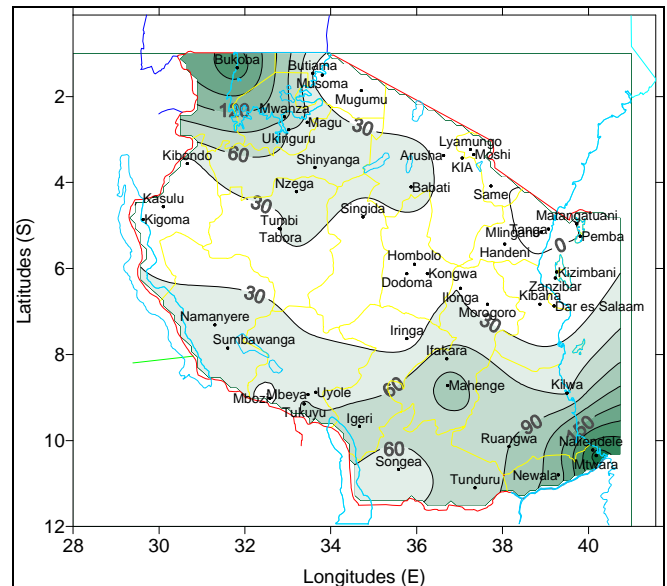 Bukoba
Butiama
Musoma
2
Mugumu
120
Mwanza
Magu
30
Ukinguru
Lyamungo
60
Kibondo
Shinyanga
Arusha
Moshi
KIA
4
Nzega
Babati
Same
Kasulu
30
Kigoma
Singida
Matangatuani
Tumbi
Tabora
Mlingano
Tanga
Pemba
0
Handeni
Hombolo
6
Dodoma
Kongwa
Kizimbani
Zanzibar
30
Ilonga
Kibaha
Dar es Salaam
Namanyere
Morogoro
30
Iringa
Sumbawanga
8
Ifakara
60
Mahenge
Kilwa
Mbozi
Mbeya
Uyole
Tukuyu
Igeri
90
150
10
60
Ruangwa
Naliendele
Songea
Mtwara
Tunduru
Newala
12
28
30
32
34
36
38
40
Longitudes (E)
Latitudes (S)